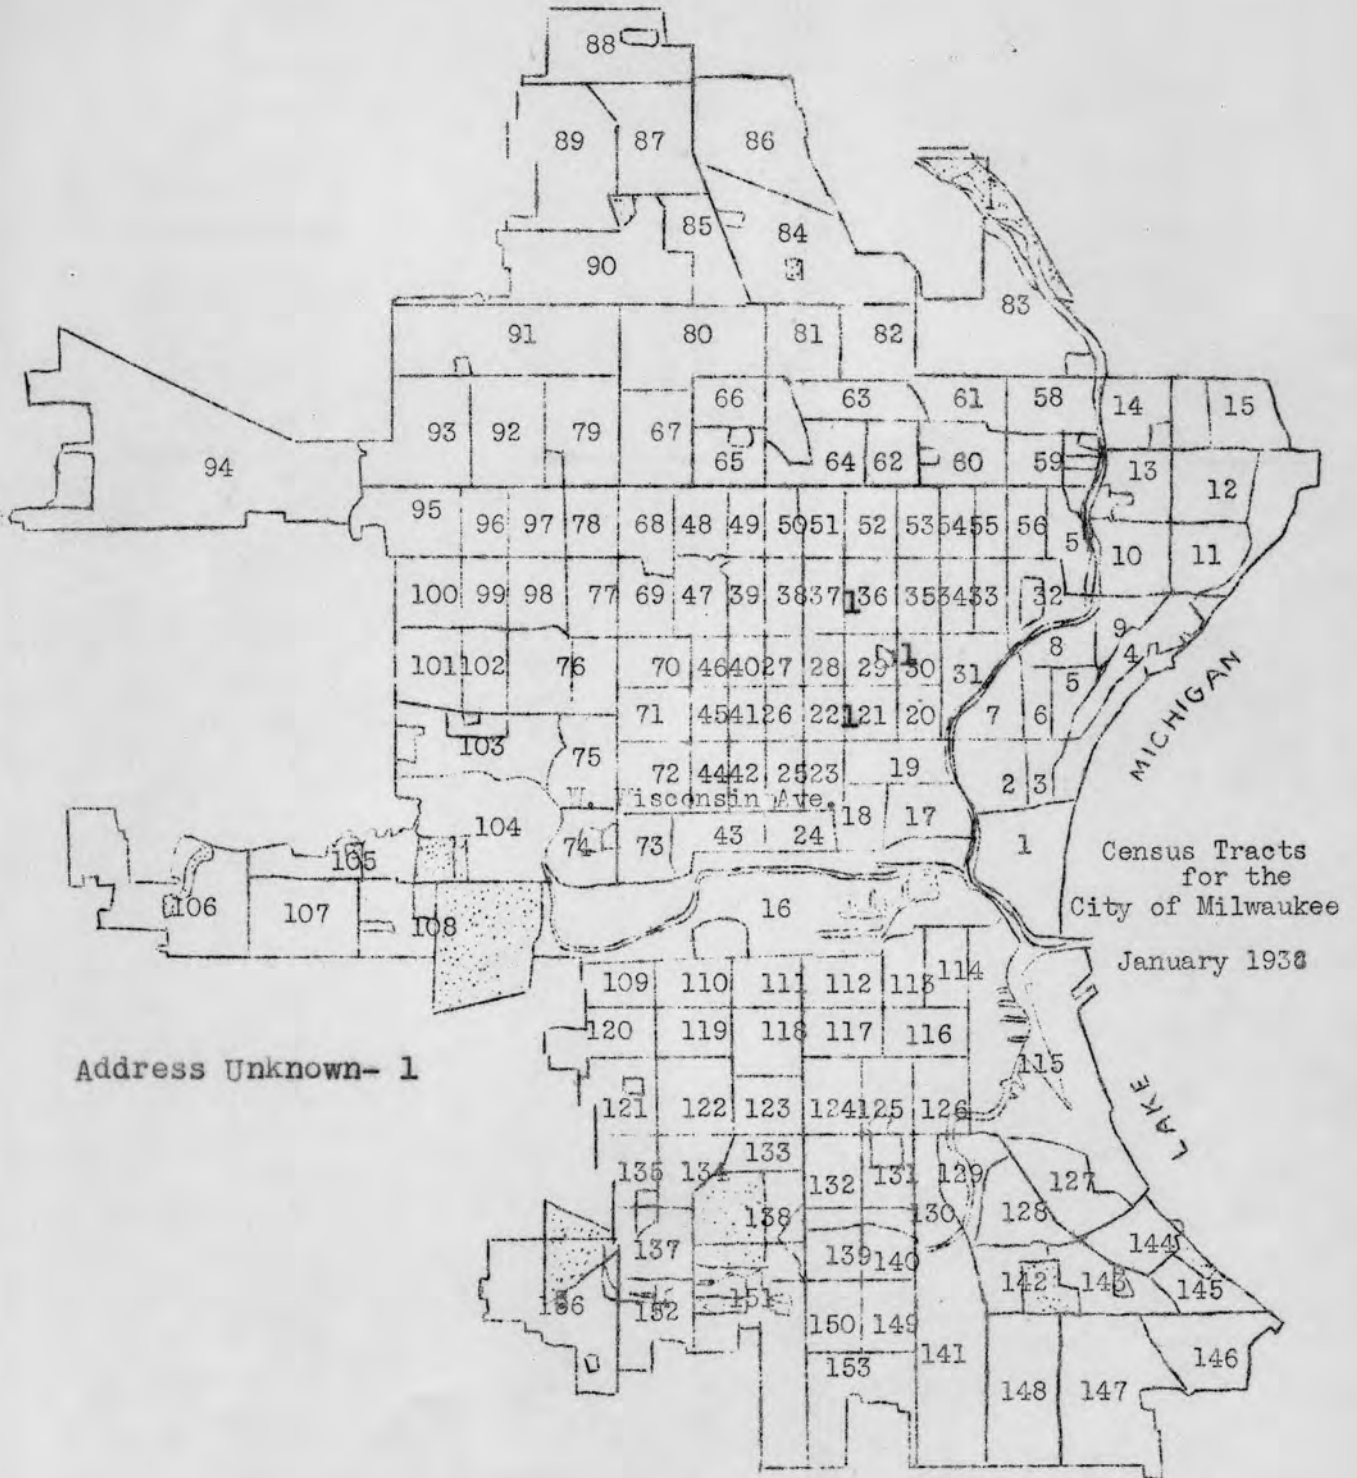 88
89 87 86
85 84
90
83
91 80 81 82
66 63 61 58 14 15
93 92 79 67
94 65 64 62 60 59 13 12
95 96 97 78 68 48 49 50 51 52 53 54 55 56 5 10 11
100 99 98 77 69 47 39 38 37 1 36 35 34 33 32
9
8 4
101 102 76 70 46 40 27 28 29 1 30 31 5
71 45 41 26 22 1 21 20 7 6
MICHIGAN
103 75 72 44 42 25 23 19 2 3
W. Wisconsin Ave.
104 74 73 43 24 18 17 1
105
Census Tracts
for the
City of Milwaukee
106 107 108 16
January 1938
109 110 111 112 113 114
120 119 118 117 116
Address Unknown- 1
115
LAKE
121 122 123 124 125 126
133
135 134 132 131 129 127
138 130 128
137 139 140 144
142 143 145
136 152 151 150 149
141 146
153
148 147